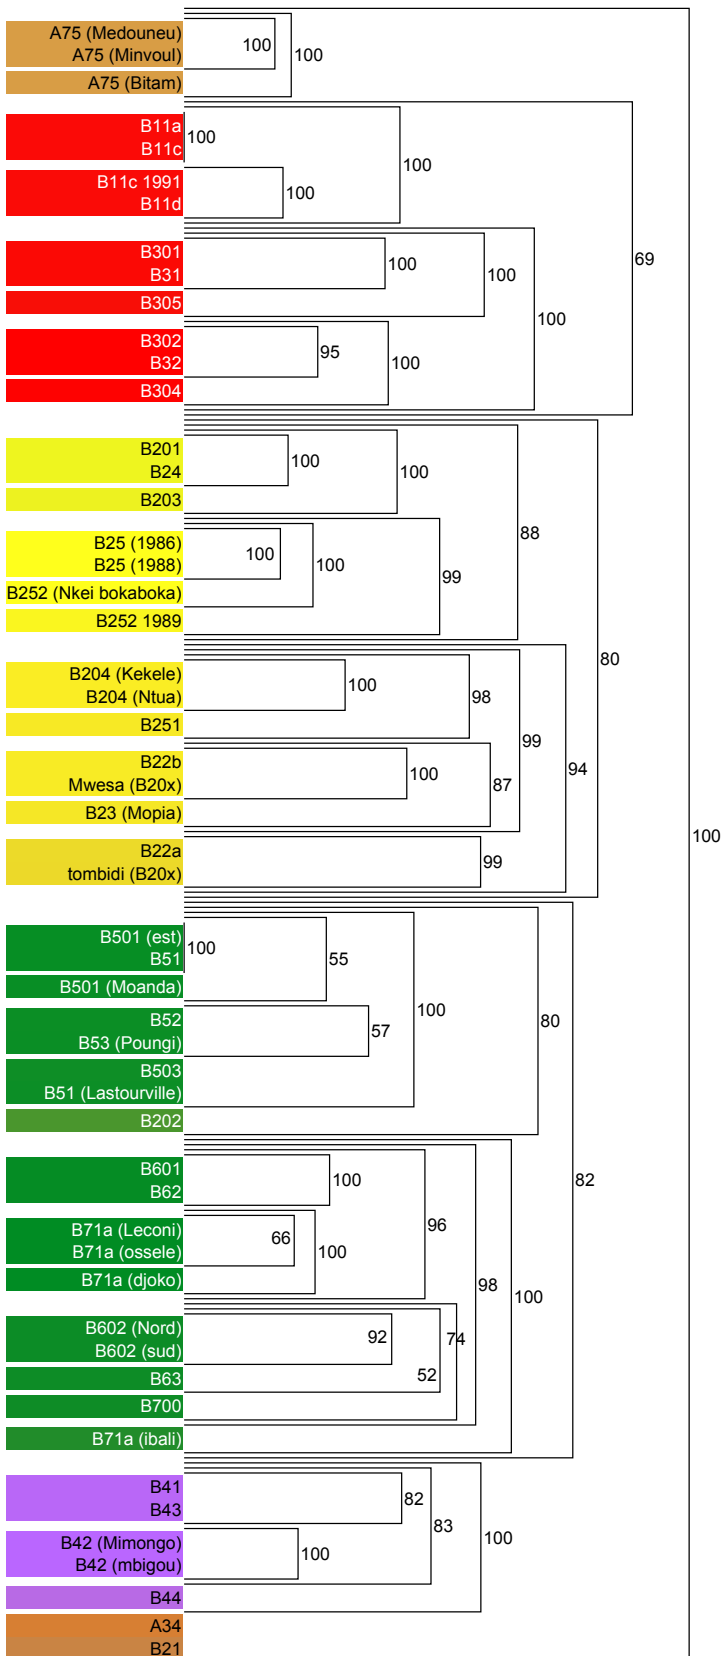 A75 (Medouneu)
A75 (Minvoul)
100
100
A75 (Bitam)
B11a
B11c
100
100
B11c 1991
B11d
100
69
B301
B31
100
100
B305
100
B302
B32
95
100
B304
B201
B24
100
100
B203
88
B25 (1986)
B25 (1988)
100
100
99
B252 (Nkei bokaboka)
B252 1989
80
B204 (Kekele)
B204 (Ntua)
100
98
B251
99
94
B22b
Mwesa (B20x)
100
87
B23 (Mopia)
100
B22a
tombidi (B20x)
99
B501 (est)
B51
100
55
B501 (Moanda)
100
80
B52
B53 (Poungi)
57
B503
B51 (Lastourville)
B202
82
B601
B62
100
96
B71a (Leconi)
B71a (ossele)
66
100
B71a (djoko)
98
100
B602 (Nord)
B602 (sud)
92
74
B63
52
B700
B71a (ibali)
B41
B43
82
83
100
B42 (Mimongo)
B42 (mbigou)
100
B44
A34
B21